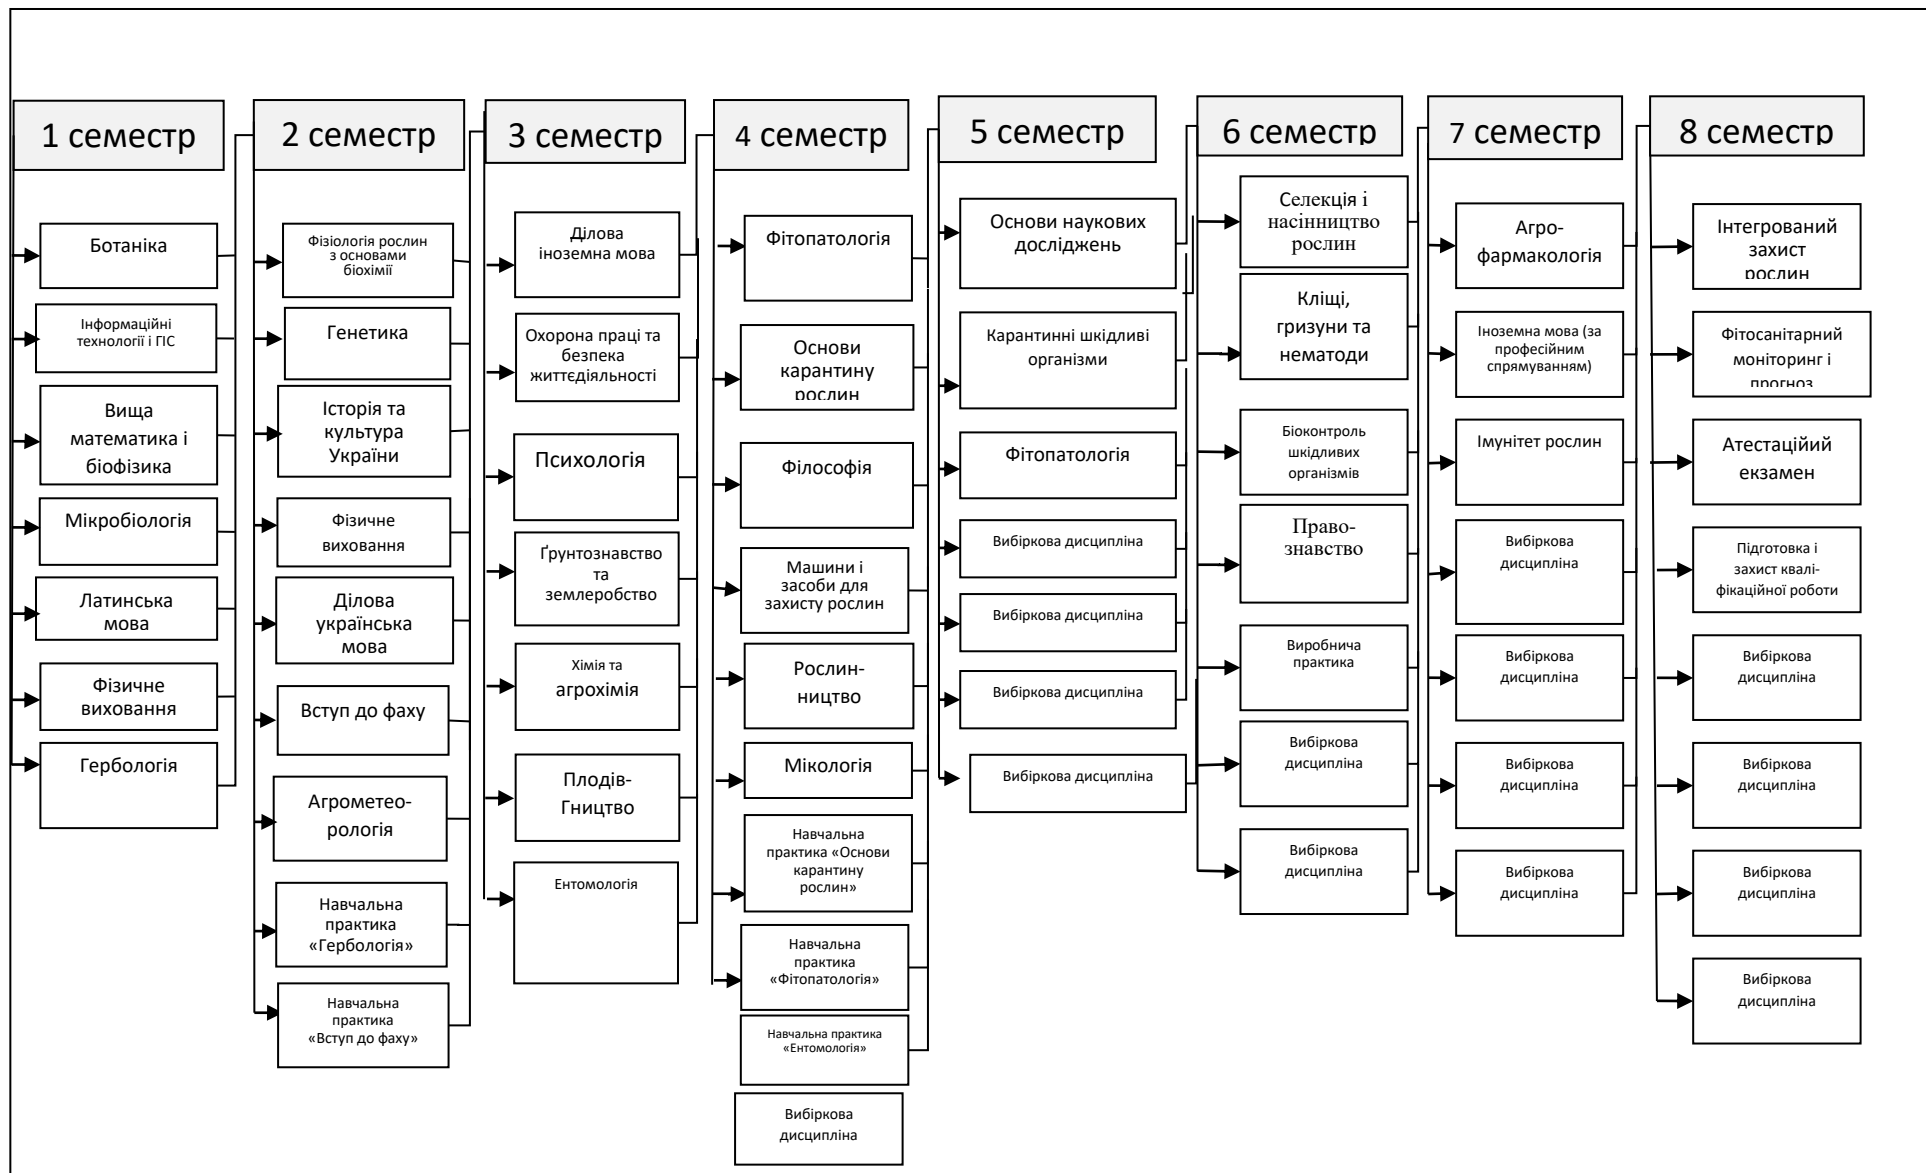 1 семестр
2 семестр
3 семестр
4 семестр
5 семестр
6 семестр
7 семестр
8 семестр
Ботаніка
Інформаційні
технології і ГІС
Вища
математика і
біофізика
Мікробіологія
Латинська
мова
Фізичне
виховання
Гербологія
Фізіологія рослин
з основами
біохімії
Генетика
Історія та
культура
України
Фізичне
виховання
Ділова
українська
мова
Вступ до фаху
Агрометео-
рологія
Навчальна
практика
«Гербологія»
Навчальна
практика
«Вступ до фаху»
Ділова
іноземна мова
Охорона праці та
безпека
життєдіяльності
Психологія
Ґрунтознавство
та
землеробство
Хімія та
агрохімія
Плодів-
Гництво
Ентомологія
Фітопатологія
Основи
карантину
рослин
Філософія
Машини і
засоби для
захисту рослин
Рослин-
ництво
Мікологія
Навчальна
практика «Основи
карантину
рослин»
Навчальна
практика
«Фітопатологія»
Навчальна практика
«Ентомологія»
Вибіркова
дисципліна
Основи наукових
досліджень
Карантинні шкідливі
організми
Фітопатологія
Вибіркова дисципліна
Вибіркова дисципліна
Вибіркова дисципліна
Вибіркова дисципліна
Селекція і
насінництво
рослин
Кліщі,
гризуни та
нематоди
Біоконтроль
шкідливих
організмів
Право-
знавство
Виробнича
практика
Вибіркова
дисципліна
Вибіркова
дисципліна
Агро-
фармакологія
Іноземна мова (за
професійним
спрямуванням)
Імунітет рослин
Вибіркова
дисципліна
Вибіркова
дисципліна
Вибіркова
дисципліна
Вибіркова
дисципліна
Інтегрований
захист
рослин
Фітосанітарний
моніторинг і
прогноз
Атестаційий
екзамен
Підготовка і
захист квалі-
фікаційної роботи
Вибіркова
дисципліна
Вибіркова
дисципліна
Вибіркова
дисципліна
Вибіркова
дисципліна